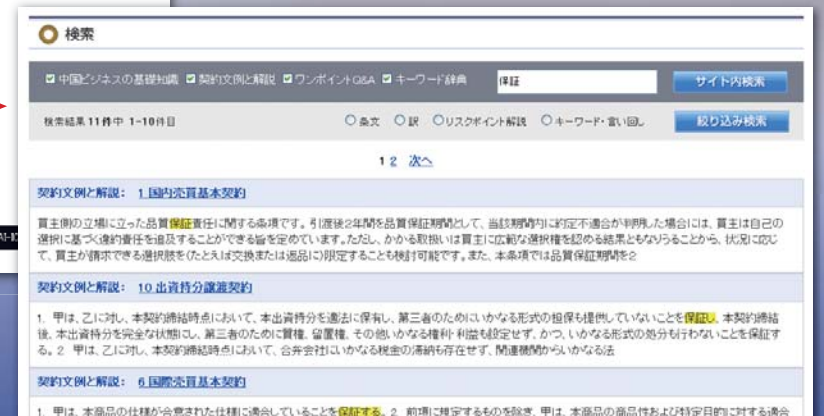 検索
中国ビジネスの基礎知識 契約文例と解説 ワンポイントQ&A キーワード辞典 保証 サイト内検索
検索結果 11件中 1-10件目 条文 訳 リスクポイント解説 キーワード・言い回し 絞り込み検索
1 2 次へ
契約文例と解説: 1 国内売買基本契約
買主側の立場に立った品質保証責任に関する条項です。引渡後2年間を品質保証期間として、当該期間内に約定不適合が判明した場合には、買主は自己の
選択に基づく違約責任を追及することができる旨を定めています。ただし、かかる取扱いは買主に広範な選択権を認める結果ともなりうることから、状況に応じ
て、買主が請求できる選択肢を(たとえば交換または返品に)限定することも検討可能です。また、本条項では品質保証期間を2
契約文例と解説: 10 出資持分譲渡契約
1. 甲は、乙に対し、本契約締結時点において、本出資持分を適法に保有し、第三者のためにいかなる形式の担保も提供していないことを保証し、本契約締結
後、本出資持分を完全な状態にし、第三者のために質権、留置権、その他いかなる権利・利益も設定せず、かつ、いかなる形式の処分も行わないことを保証す
る。2 甲は、乙に対し、本契約締結時点において、合弁会社にいかなる税金の滞納も存在せず、関連機関からいかなる法
契約文例と解説: 6 国際売買基本契約
1. 甲は、本商品の仕様が合意された仕様に適合していることを保証する。2 前項に規定するものを除き、甲は、本商品の商品性および特定目的に対する適合